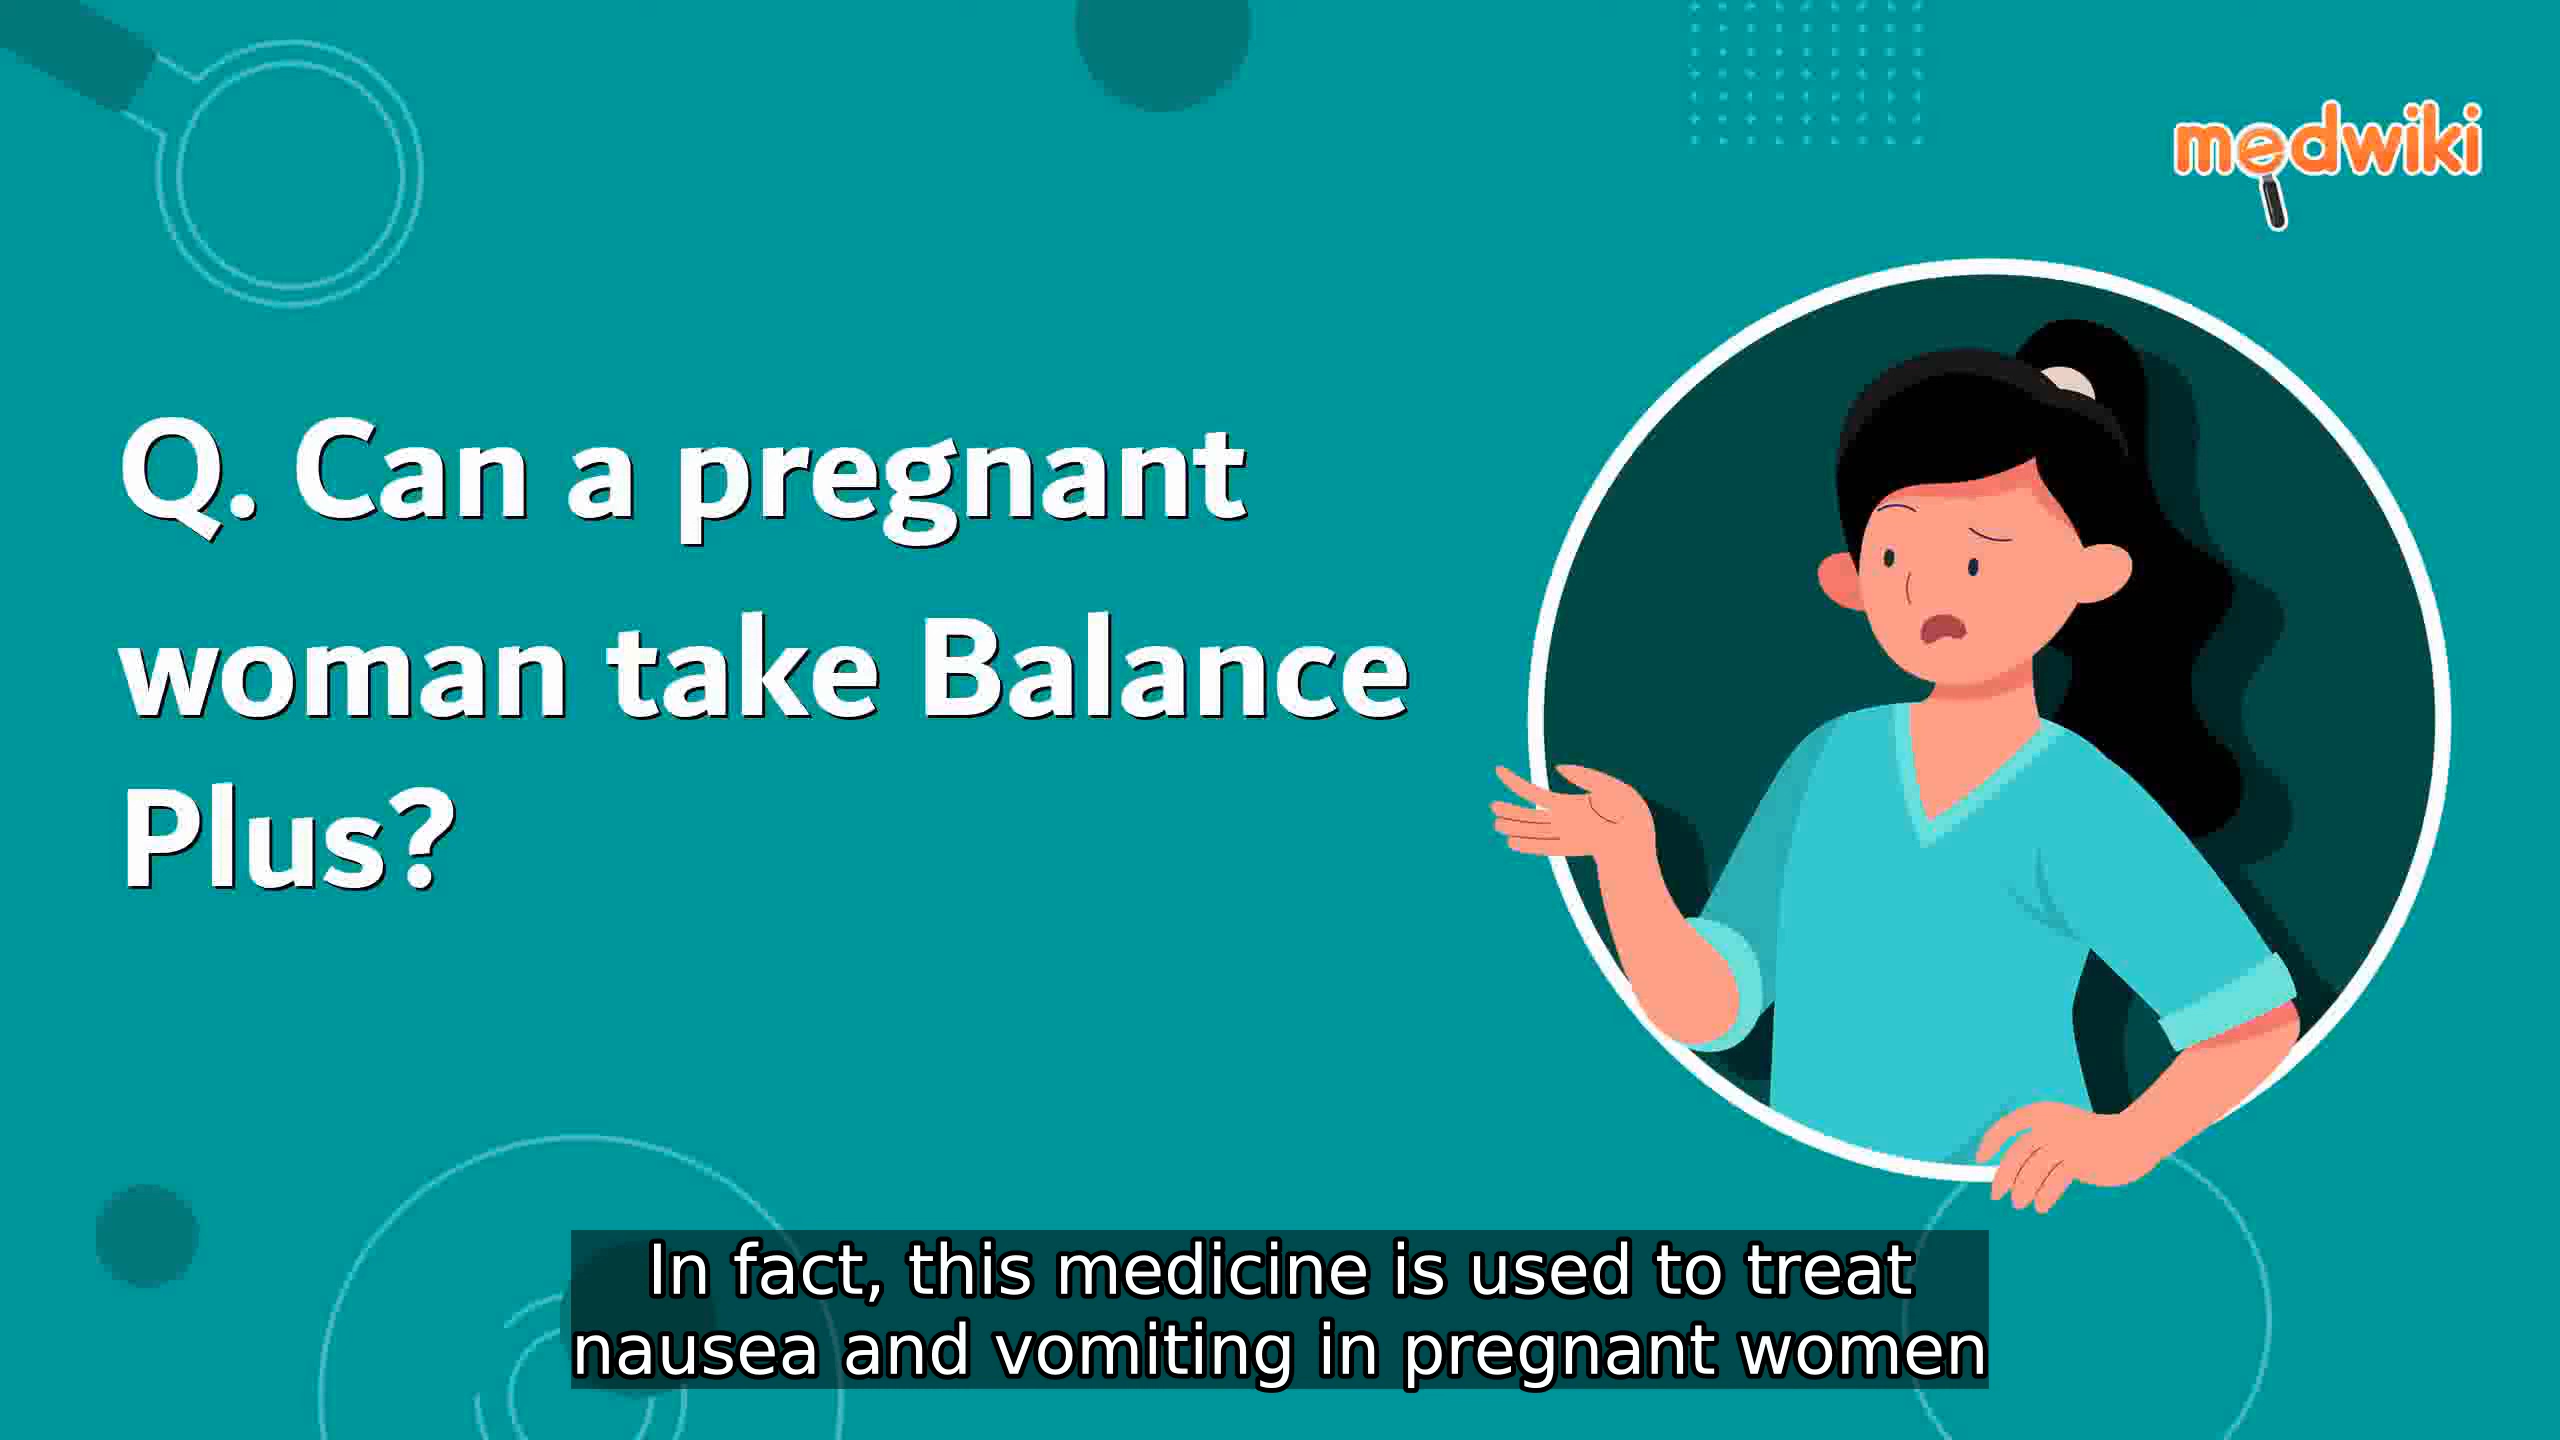 medwiki
Q. Can a pregnant
woman take Balance
Plus?
In fact, this medicine is used to treat
nausea and vomiting in pregnant women